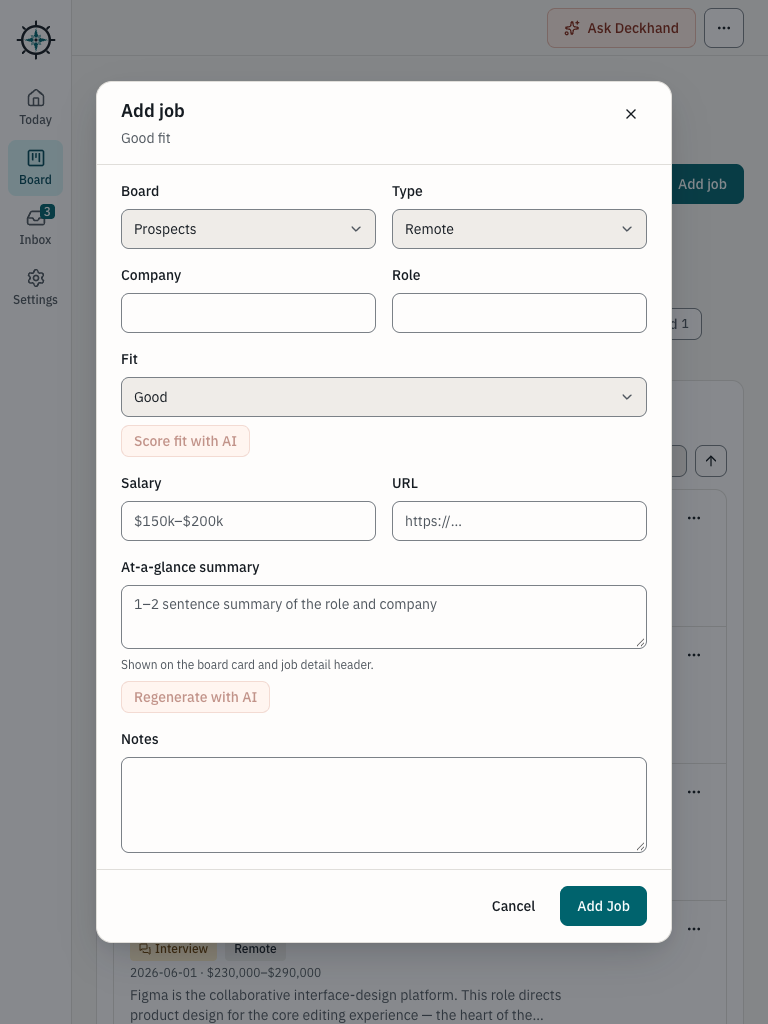 Ask Deckhand
Today
Board
3
Inbox
Settings
Add job
Add job
Good fit
Board
Type
Prospects
Remote
Company
Role
Fit
Good
Score fit with AI
Salary
URL
$150k–$200k
https://...
At-a-glance summary
1–2 sentence summary of the role and company
Shown on the board card and job detail header.
Regenerate with AI
Notes
Cancel
Add Job
d 1
Interview
Remote
2026-06-01 · $230,000–$290,000
Figma is the collaborative interface-design platform. This role directs
product design for the core editing experience — the heart of the...